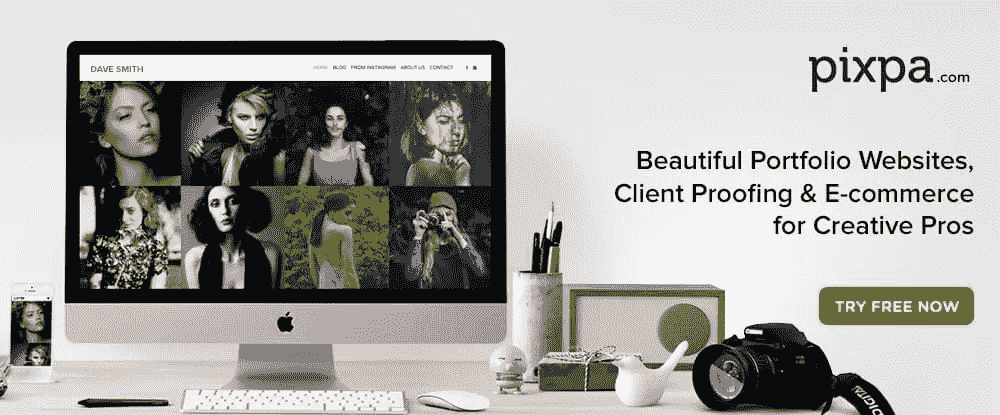 DAVE SMITH
HOME BLOG FROM INSTAGRAM ABOUT US CONTACT
pixpa.com
Beautiful Portfolio Websites,
Client Proofing & E-commerce
for Creative Pros
TRY FREE NOW
DIGITAL